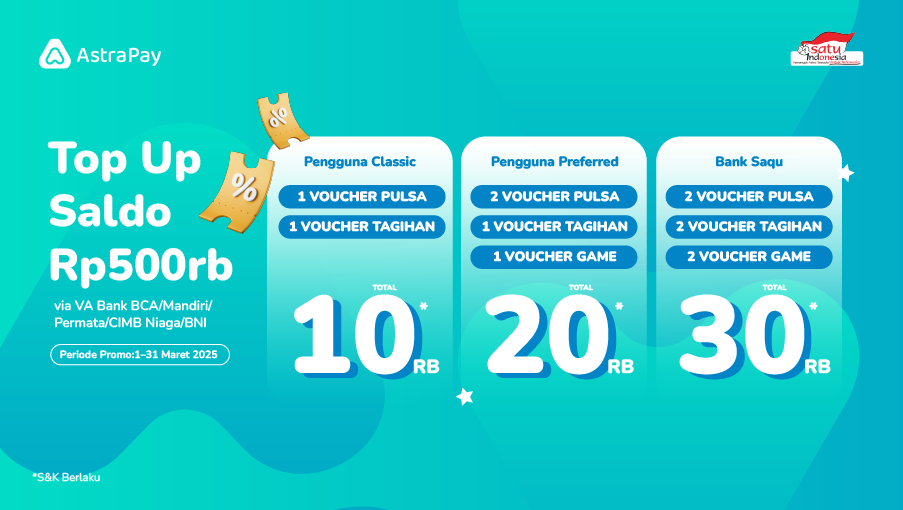 AstraPay
satu
Indonesia
Top Up
Saldo
Rp500rb
via VA Bank BCA/Mandiri/
Permata/CIMB Niaga/BNI
Periode Promo:1–31 Maret 2025
%
%
Pengguna Classic
1 VOUCHER PULSA
1 VOUCHER TAGIHAN
TOTAL
10*
RB
Pengguna Preferred
2 VOUCHER PULSA
1 VOUCHER TAGIHAN
1 VOUCHER GAME
TOTAL
20*
RB
Bank Saqu
2 VOUCHER PULSA
2 VOUCHER TAGIHAN
2 VOUCHER GAME
TOTAL
30*
RB
*S&K Berlaku